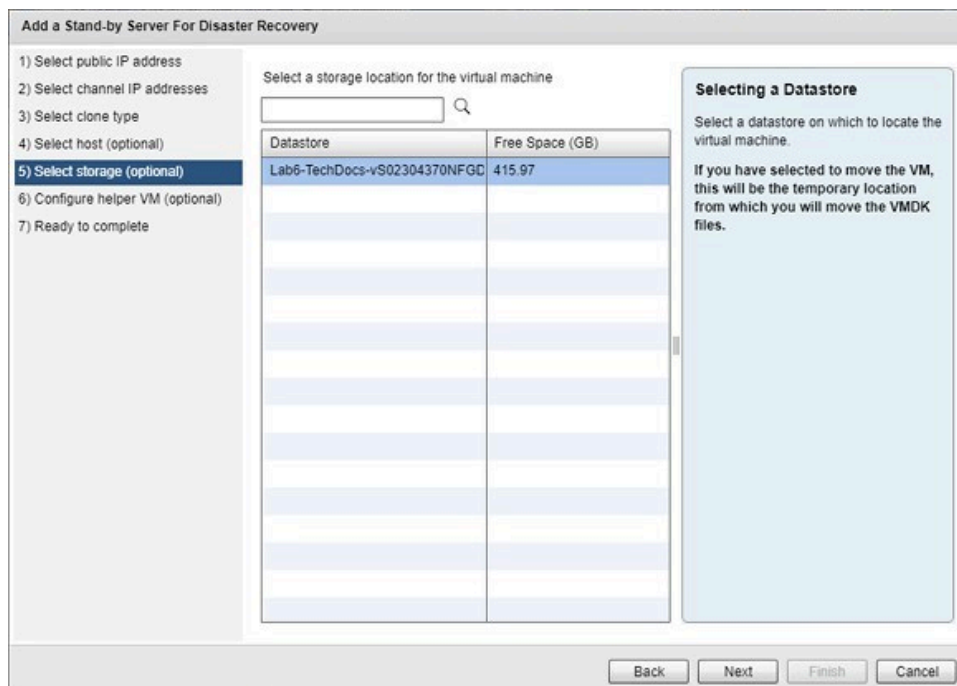 Add a Stand-by Server For Disaster Recovery
1) Select public IP address
2) Select channel IP addresses
3) Select clone type
4) Select host (optional)
5) Select storage (optional)
6) Configure helper VM (optional)
7) Ready to complete
Select a storage location for the virtual machine
Datastore Free Space (GB)
Lab6-TechDocs-vS02304370NFGD 415.97
Selecting a Datastore
Select a datastore on which to locate the
virtual machine.
If you have selected to move the VM,
this will be the temporary location
from which you will move the VMDK
files.
Back Next Finish Cancel